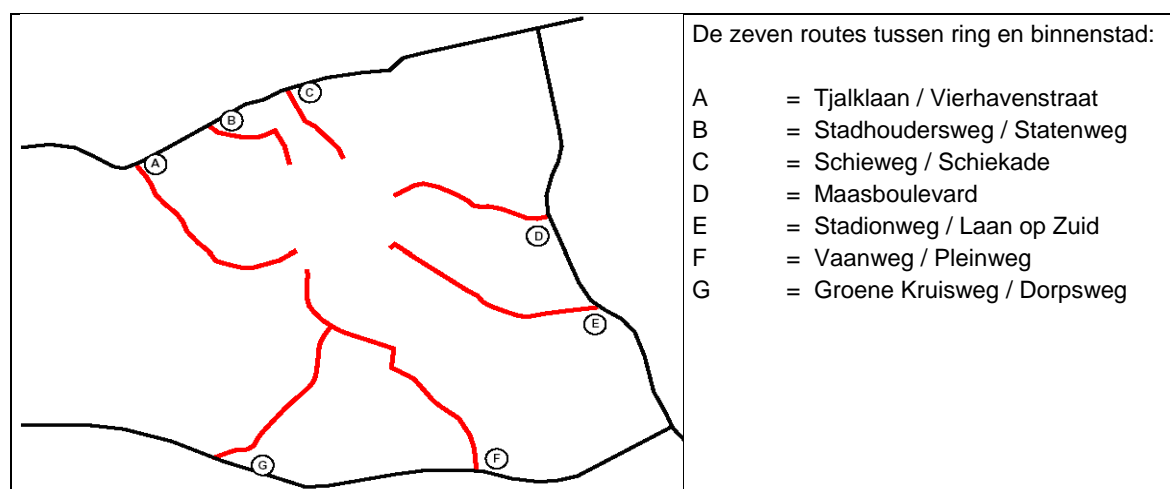 De zeven routes tussen ring en binnenstad:
A = Tjalklaan / Vierhavenstraat
B = Stadhoudersweg / Statenweg
C = Schieweg / Schiekade
D = Maasboulevard
E = Stadionweg / Laan op Zuid
F = Vaanweg / Pleinweg
G = Groene Kruisweg / Dorpsweg
C
B
A
D
E
F
G